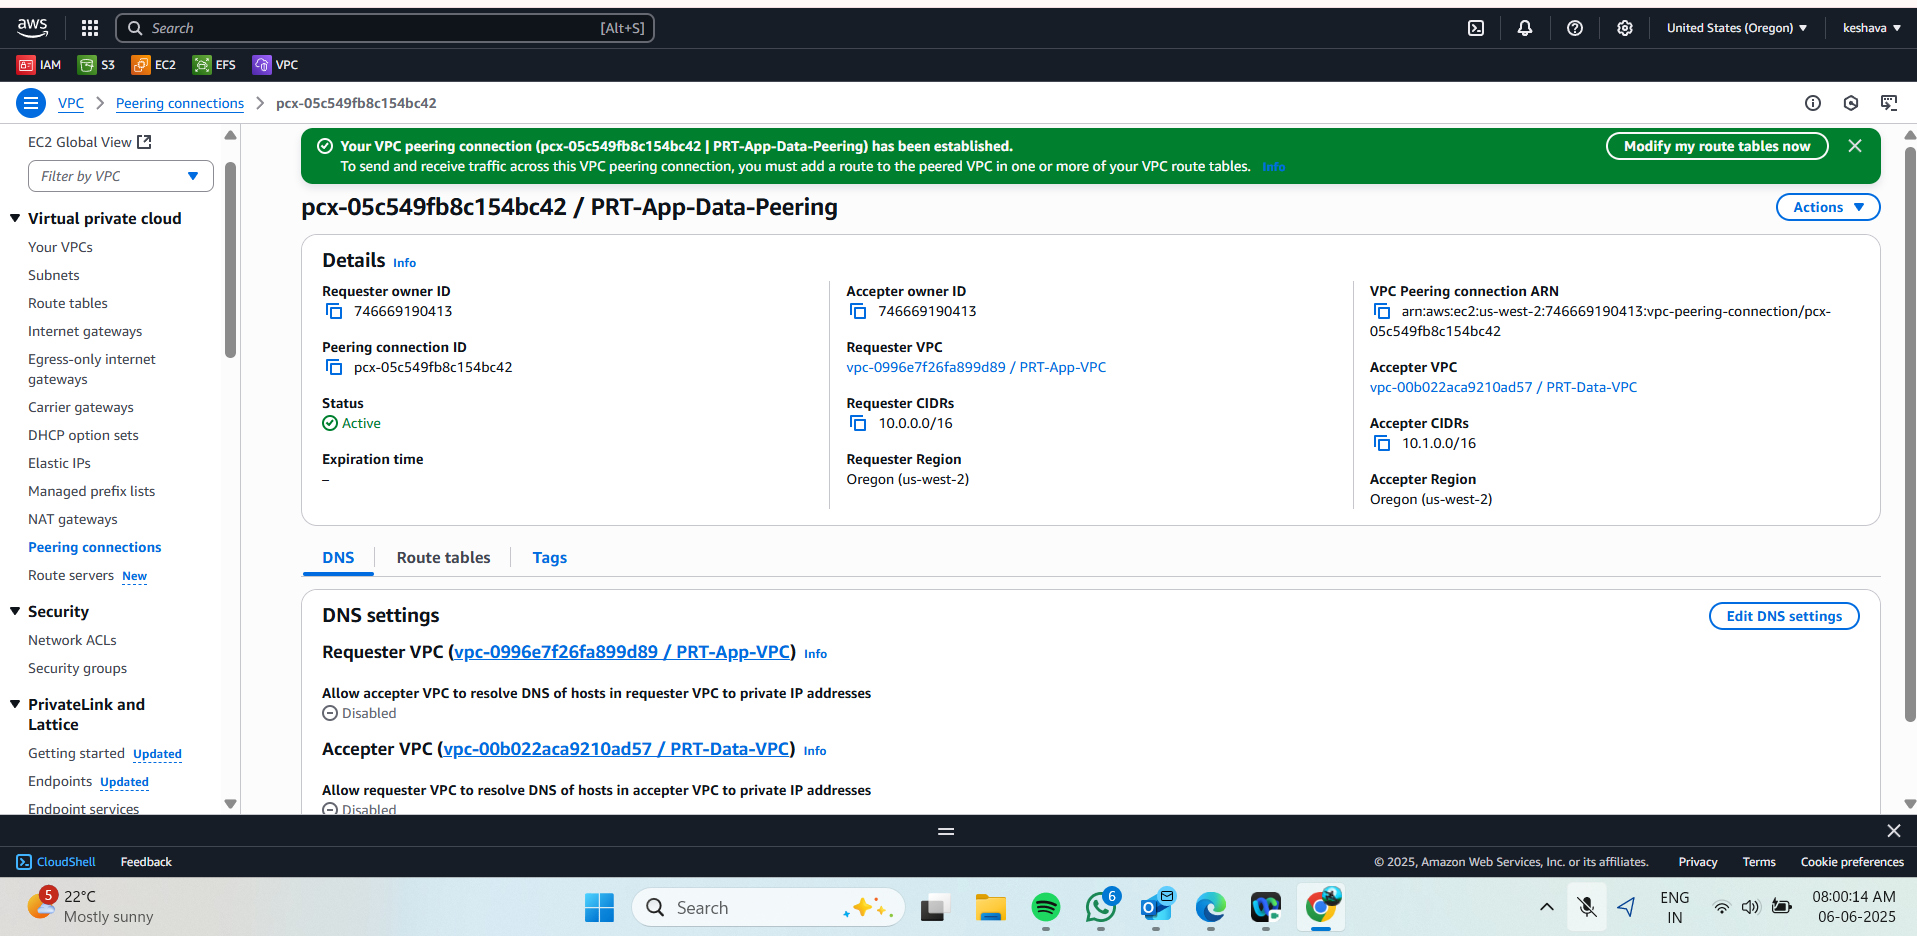 aws
Search [Alt+S]
United States (Oregon)
keshava
IAM S3 EC2 EFS VPC
VPC Peering connections pcx-05c549fb8c154bc42
EC2 Global View
Filter by VPC
Virtual private cloud
Your VPCs
Subnets
Route tables
Internet gateways
Egress-only internet
gateways
Carrier gateways
DHCP option sets
Elastic IPs
Managed prefix lists
NAT gateways
Peering connections
Route servers New
Security
Network ACLs
Security groups
PrivateLink and
Lattice
Getting started Updated
Endpoints Updated
Endpoint services
Your VPC peering connection (pcx-05c549fb8c154bc42 | PRT-App-Data-Peering) has been established.
To send and receive traffic across this VPC peering connection, you must add a route to the peered VPC in one or more of your VPC route tables. Info
Modify my route tables now
pcx-05c549fb8c154bc42 / PRT-App-Data-Peering
Actions
Details Info
Requester owner ID
746669190413
Peering connection ID
pcx-05c549fb8c154bc42
Status
Active
Expiration time
–
Accepter owner ID
746669190413
Requester VPC
vpc-0996e7f26fa899d89 / PRT-App-VPC
Requester CIDRs
10.0.0.0/16
Requester Region
Oregon (us-west-2)
VPC Peering connection ARN
arn:aws:ec2:us-west-2:746669190413:vpc-peering-connection/pcx-
05c549fb8c154bc42
Accepter VPC
vpc-00b022aca9210ad57 / PRT-Data-VPC
Accepter CIDRs
10.1.0.0/16
Accepter Region
Oregon (us-west-2)
DNS Route tables Tags
DNS settings
Edit DNS settings
Requester VPC (vpc-0996e7f26fa899d89 / PRT-App-VPC) Info
Allow accepter VPC to resolve DNS of hosts in requester VPC to private IP addresses
Disabled
Accepter VPC (vpc-00b022aca9210ad57 / PRT-Data-VPC) Info
Allow requester VPC to resolve DNS of hosts in accepter VPC to private IP addresses
Disabled
CloudShell Feedback
© 2025, Amazon Web Services, Inc. or its affiliates. Privacy Terms Cookie preferences
5
22°C
Mostly sunny
Search
6
ENG
IN
08:00:14 AM
06-06-2025